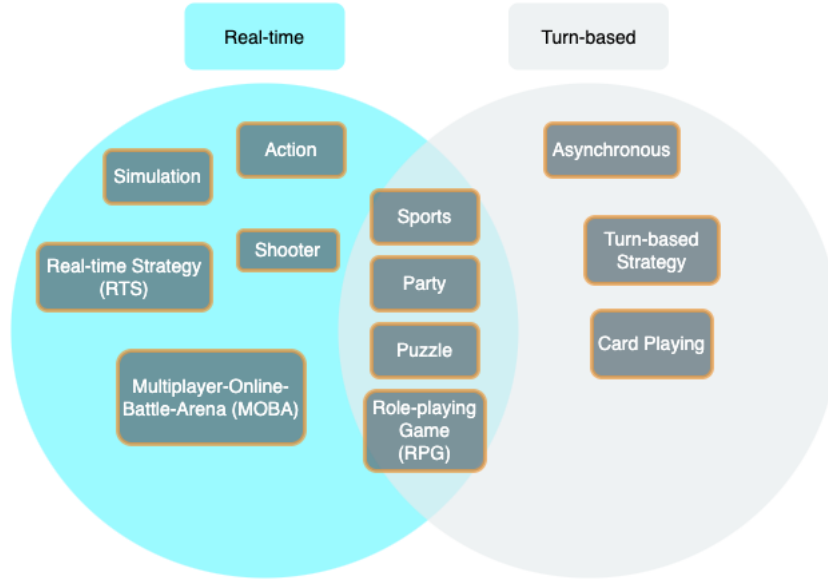 Real-time
Turn-based
Action
Simulation
Shooter
Real-time Strategy
(RTS)
Multiplayer-Online-
Battle-Arena (MOBA)
Sports
Party
Puzzle
Role-playing
Game
(RPG)
Asynchronous
Turn-based
Strategy
Card Playing